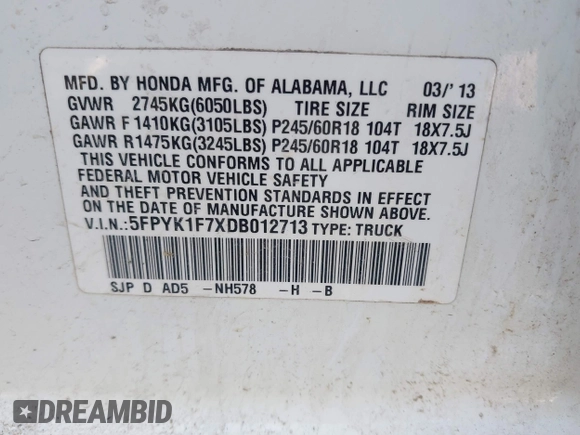 MFD. BY HONDA MFG. OF ALABAMA, LLC 03/'13
GVWR 2745KG(6050LBS) TIRE SIZE RIM SIZE
GAWR F 1410KG(3105LBS) P245/60R18 104T 18X7.5J
GAWR R1475KG(3245LBS) P245/60R18 104T 18X7.5J
THIS VEHICLE CONFORMS TO ALL APPLICABLE
FEDERAL MOTOR VEHICLE SAFETY
AND THEFT PREVENTION STANDARDS IN EFFECT
ON THE DATE OF MANUFACTURE SHOWN ABOVE.
V.I.N.:5FPYK1F7XDB012713 TYPE: TRUCK
SJP D AD5 -NH578 -H -B
DREAMBID